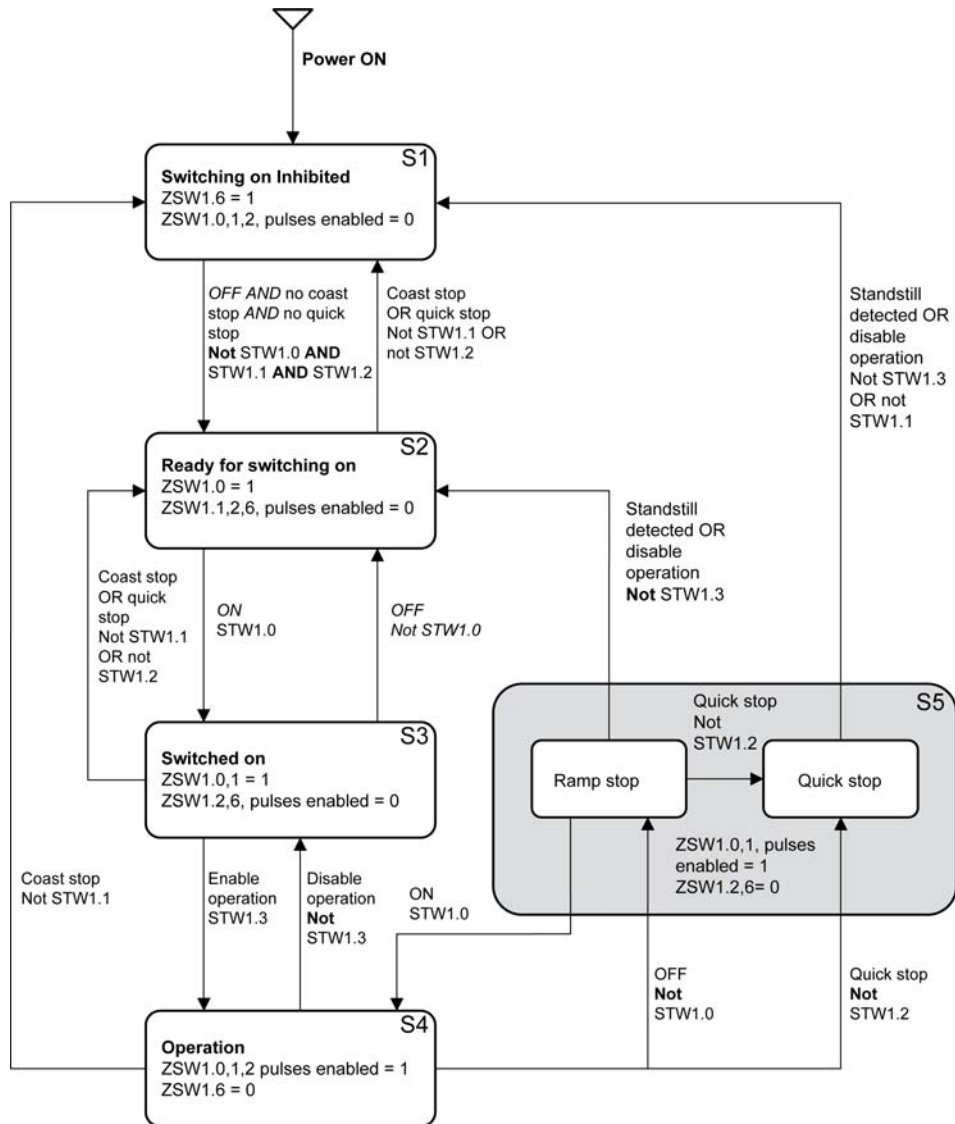 Power ON
S1
Switching on Inhibited
ZSW1.6 = 1
ZSW1.0,1,2, pulses enabled = 0
OFF AND no coast
stop AND no quick
stop
Not STW1.0 AND
STW1.1 AND STW1.2
Coast stop
OR quick stop
Not STW1.1 OR
not STW1.2
Standstill
detected OR
disable
operation
Not STW1.3
OR not
STW1.1
S2
Ready for switching on
ZSW1.0 = 1
ZSW1.1,2,6, pulses enabled = 0
Coast stop
OR quick
stop
Not STW1.1
OR not
STW1.2
ON
STW1.0
OFF
Not STW1.0
Standstill
detected OR
disable
operation
Not STW1.3
S3
Switched on
ZSW1.0,1 = 1
ZSW1.2,6, pulses enabled = 0
S5
Quick stop
Not
STW1.2
Ramp stop
Quick stop
ZSW1.0,1, pulses
enabled = 1
ZSW1.2,6= 0
Coast stop
Not STW1.1
Enable
operation
STW1.3
Disable
operation
Not
STW1.3
ON
STW1.0
OFF
Not
STW1.0
Quick stop
Not
STW1.2
S4
Operation
ZSW1.0,1,2 pulses enabled = 1
ZSW1.6 = 0